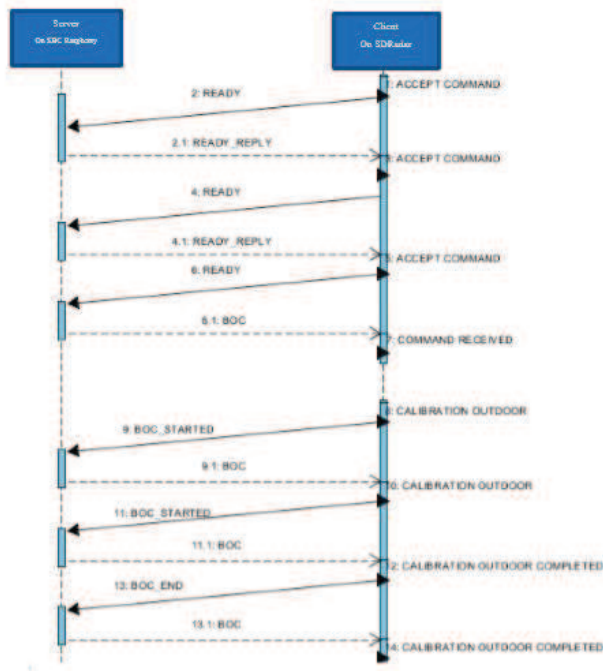 Server
On SBC Raspberry
Client
On SDRadar
1: ACCEPT COMMAND
2: READY
2.1: READY_REPLY
3: ACCEPT COMMAND
4: READY
4.1: READY_REPLY
5: ACCEPT COMMAND
6: READY
6.1: BOC
7: COMMAND RECEIVED
8: CALIBRATION OUTDOOR
9: BOC_STARTED
9.1: BOC
10: CALIBRATION OUTDOOR
11: BOC_STARTED
11.1: BOC
12: CALIBRATION OUTDOOR COMPLETED
13: BOC_END
13.1: BOC
14: CALIBRATION OUTDOOR COMPLETED